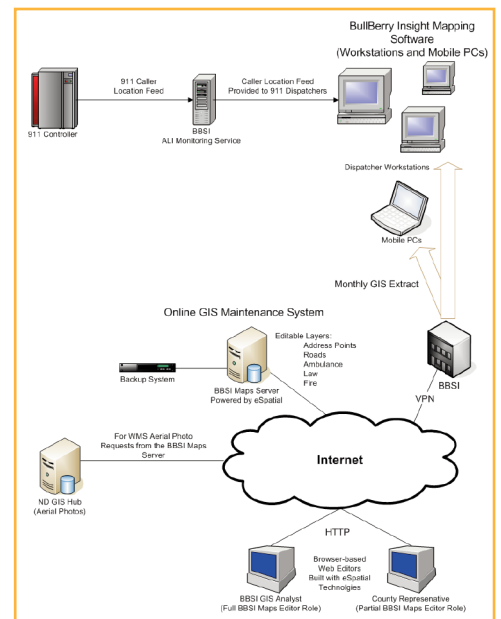 BullBerry Insight Mapping
Software
(Workstations and Mobile PCs)
911 Caller
Location Feed
Caller Location Feed
Provided to 911 Dispatchers
911 Controller
BBSI
ALI Monitoring Service
Dispatcher Workstations
Mobile PCs
Monthly GIS Extract
Online GIS Maintenance System
Editable Layers:
Address Points
Roads
Ambulance
Law
Fire
Backup System
BBSI Maps Server
Powered by eSpatial
BBSI
VPN
For WMS Aerial Photo
Requests from the BBSI Maps
Server
Internet
ND GIS Hub
(Aerial Photos)
HTTP
Browser-based
Web Editors
Built with eSpatial
Technolgies
BBSI GIS Analyst
(Full BBSI Maps Editor Role)
County Represenative
(Partial BBSI Maps Editor Role)